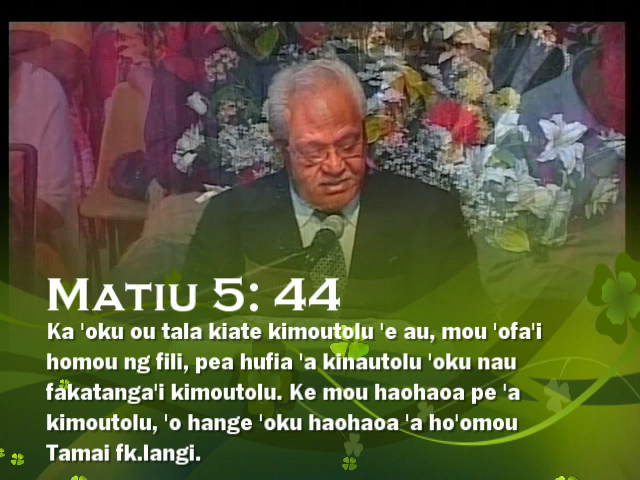 Matiu 5: 44
Ka 'oku ou tala kiate kimoutolu 'e au, mou 'ofa'i
homou ng fili, pea hufia 'a kinautolu 'oku nau
fakatanga'i kimoutolu. Ke mou haohaoa pe 'a
kimoutolu, 'o hange 'oku haohaoa 'a ho'omou
Tamai fk.langi.